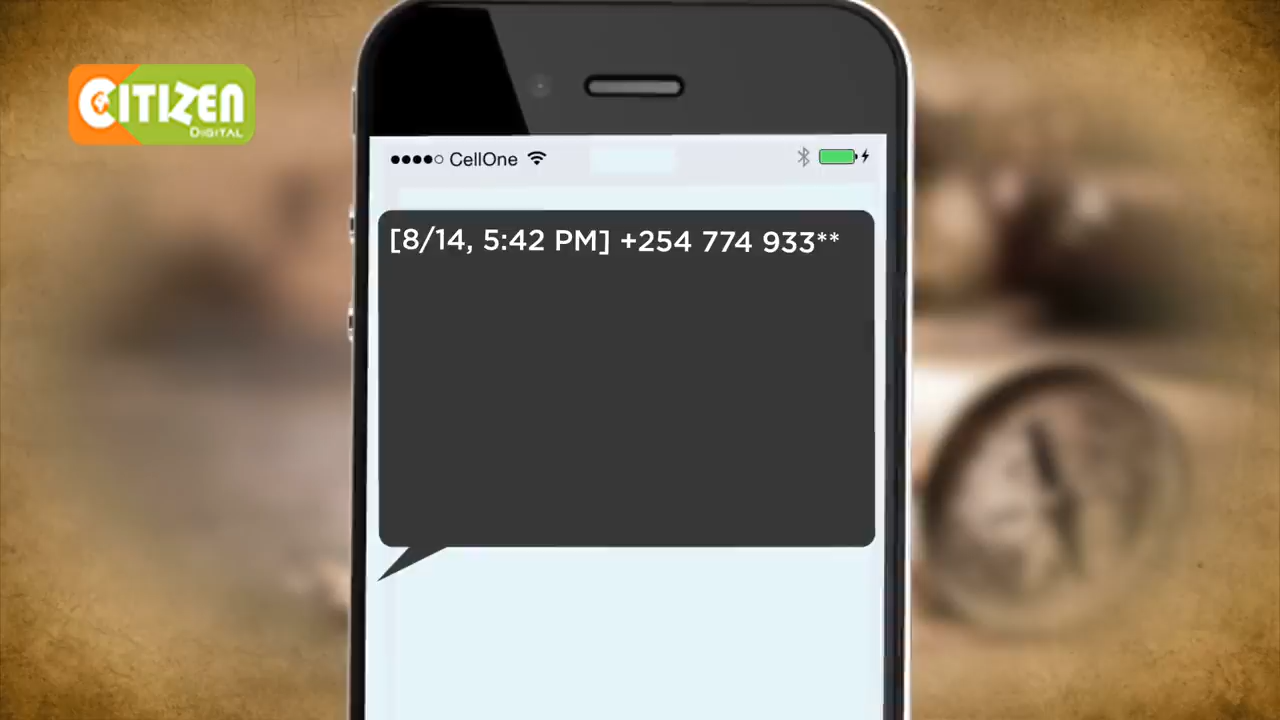 CITIZEN
DIGITAL
CellOne
[8/14, 5:42 PM] +254 774 933**